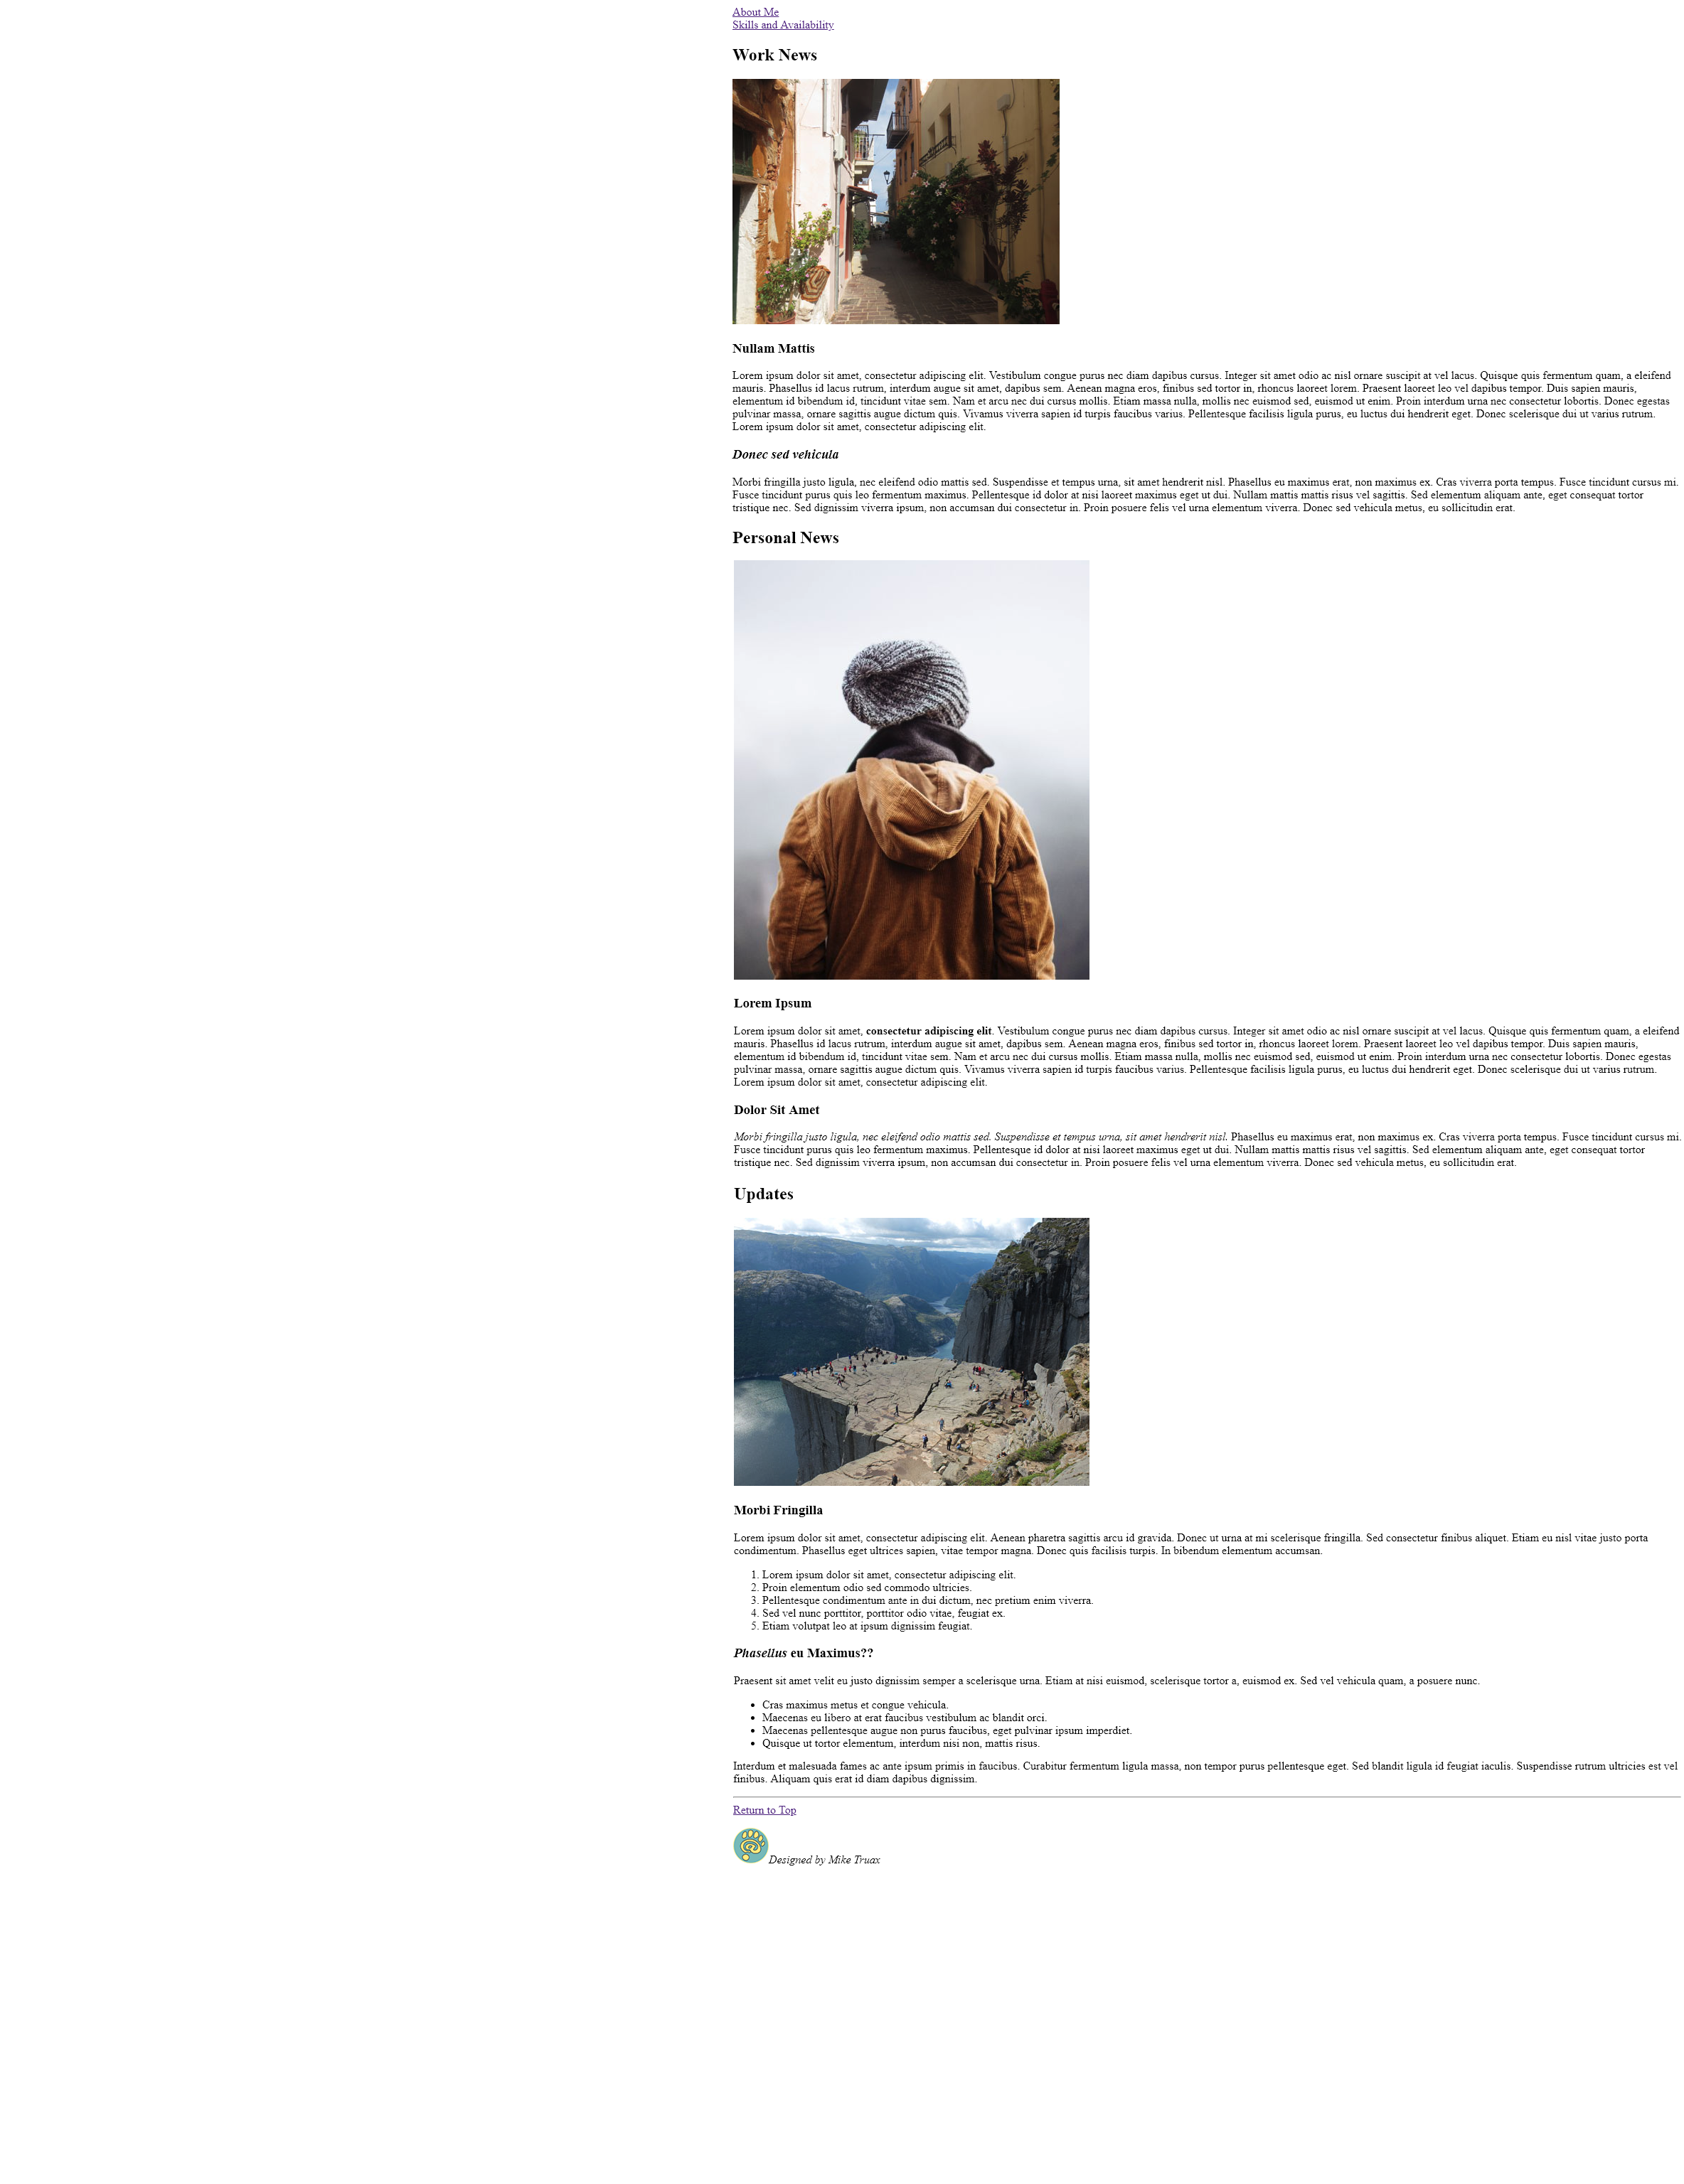 About Me
Skills and Availability
Work News
Nullam Mattis
Lorem ipsum dolor sit amet, consectetur adipiscing elit. Vestibulum congue purus nec diam dapibus cursus. Integer sit amet odio ac nisl ornare suscipit at vel lacus. Quisque quis fermentum quam, a eleifend
mauris. Phasellus id lacus rutrum, interdum augue sit amet, dapibus sem. Aenean magna eros, finibus sed tortor in, rhoncus laoreet lorem. Praesent laoreet leo vel dapibus tempor. Duis sapien mauris,
elementum id bibendum id, tincidunt vitae sem. Nam et arcu nec dui cursus mollis. Etiam massa nulla, mollis nec euismod sed, euismod ut enim. Proin interdum urna nec consectetur lobortis. Donec egestas
pulvinar massa, ornare sagittis augue dictum quis. Vivamus viverra sapien id turpis faucibus varius. Pellentesque facilisis ligula purus, eu luctus dui hendrerit eget. Donec scelerisque dui ut varius rutrum.
Lorem ipsum dolor sit amet, consectetur adipiscing elit.
Donec sed vehicula
Morbi fringilla justo ligula, nec eleifend odio mattis sed. Suspendisse et tempus urna, sit amet hendrerit nisl. Phasellus eu maximus erat, non maximus ex. Cras viverra porta tempus. Fusce tincidunt cursus mi.
Fusce tincidunt purus quis leo fermentum maximus. Pellentesque id dolor at nisi laoreet maximus eget ut dui. Nullam mattis mattis risus vel sagittis. Sed elementum aliquam ante, eget consequat tortor
tristique nec. Sed dignissim viverra ipsum, non accumsan dui consectetur in. Proin posuere felis vel urna elementum viverra. Donec sed vehicula metus, eu sollicitudin erat.
Personal News
Lorem Ipsum
Lorem ipsum dolor sit amet, consectetur adipiscing elit. Vestibulum congue purus nec diam dapibus cursus. Integer sit amet odio ac nisl ornare suscipit at vel lacus. Quisque quis fermentum quam, a eleifend
mauris. Phasellus id lacus rutrum, interdum augue sit amet, dapibus sem. Aenean magna eros, finibus sed tortor in, rhoncus laoreet lorem. Praesent laoreet leo vel dapibus tempor. Duis sapien mauris,
elementum id bibendum id, tincidunt vitae sem. Nam et arcu nec dui cursus mollis. Etiam massa nulla, mollis nec euismod sed, euismod ut enim. Proin interdum urna nec consectetur lobortis. Donec egestas
pulvinar massa, ornare sagittis augue dictum quis. Vivamus viverra sapien id turpis faucibus varius. Pellentesque facilisis ligula purus, eu luctus dui hendrerit eget. Donec scelerisque dui ut varius rutrum.
Lorem ipsum dolor sit amet, consectetur adipiscing elit.
Dolor Sit Amet
Morbi fringilla justo ligula, nec eleifend odio mattis sed. Suspendisse et tempus urna, sit amet hendrerit nisl. Phasellus eu maximus erat, non maximus ex. Cras viverra porta tempus. Fusce tincidunt cursus mi.
Fusce tincidunt purus quis leo fermentum maximus. Pellentesque id dolor at nisi laoreet maximus eget ut dui. Nullam mattis mattis risus vel sagittis. Sed elementum aliquam ante, eget consequat tortor
tristique nec. Sed dignissim viverra ipsum, non accumsan dui consectetur in. Proin posuere felis vel urna elementum viverra. Donec sed vehicula metus, eu sollicitudin erat.
Updates
Morbi Fringilla
Lorem ipsum dolor sit amet, consectetur adipiscing elit. Aenean pharetra sagittis arcu id gravida. Donec ut urna at mi scelerisque fringilla. Sed consectetur finibus aliquet. Etiam eu nisl vitae justo porta
condimentum. Phasellus eget ultrices sapien, vitae tempor magna. Donec quis facilisis turpis. In bibendum elementum accumsan.
1. Lorem ipsum dolor sit amet, consectetur adipiscing elit.
2. Proin elementum odio sed commodo ultricies.
3. Pellentesque condimentum ante in dui dictum, nec pretium enim viverra.
4. Sed vel nunc porttitor, porttitor odio vitae, feugiat ex.
5. Etiam volutpat leo at ipsum dignissim feugiat.
Phasellus eu Maximus??
Praesent sit amet velit eu justo dignissim semper a scelerisque urna. Etiam at nisi euismod, scelerisque tortor a, euismod ex. Sed vel vehicula quam, a posuere nunc.
• Cras maximus metus et congue vehicula.
• Maecenas eu libero at erat faucibus vestibulum ac blandit orci.
• Maecenas pellentesque augue non purus faucibus, eget pulvinar ipsum imperdiet.
• Quisque ut tortor elementum, interdum nisi non, mattis risus.
Interdum et malesuada fames ac ante ipsum primis in faucibus. Curabitur fermentum ligula massa, non tempor purus pellentesque eget. Sed blandit ligula id feugiat iaculis. Suspendisse rutrum ultricies est vel
finibus. Aliquam quis erat id diam dapibus dignissim.
Return to Top
Designed by Mike Truax